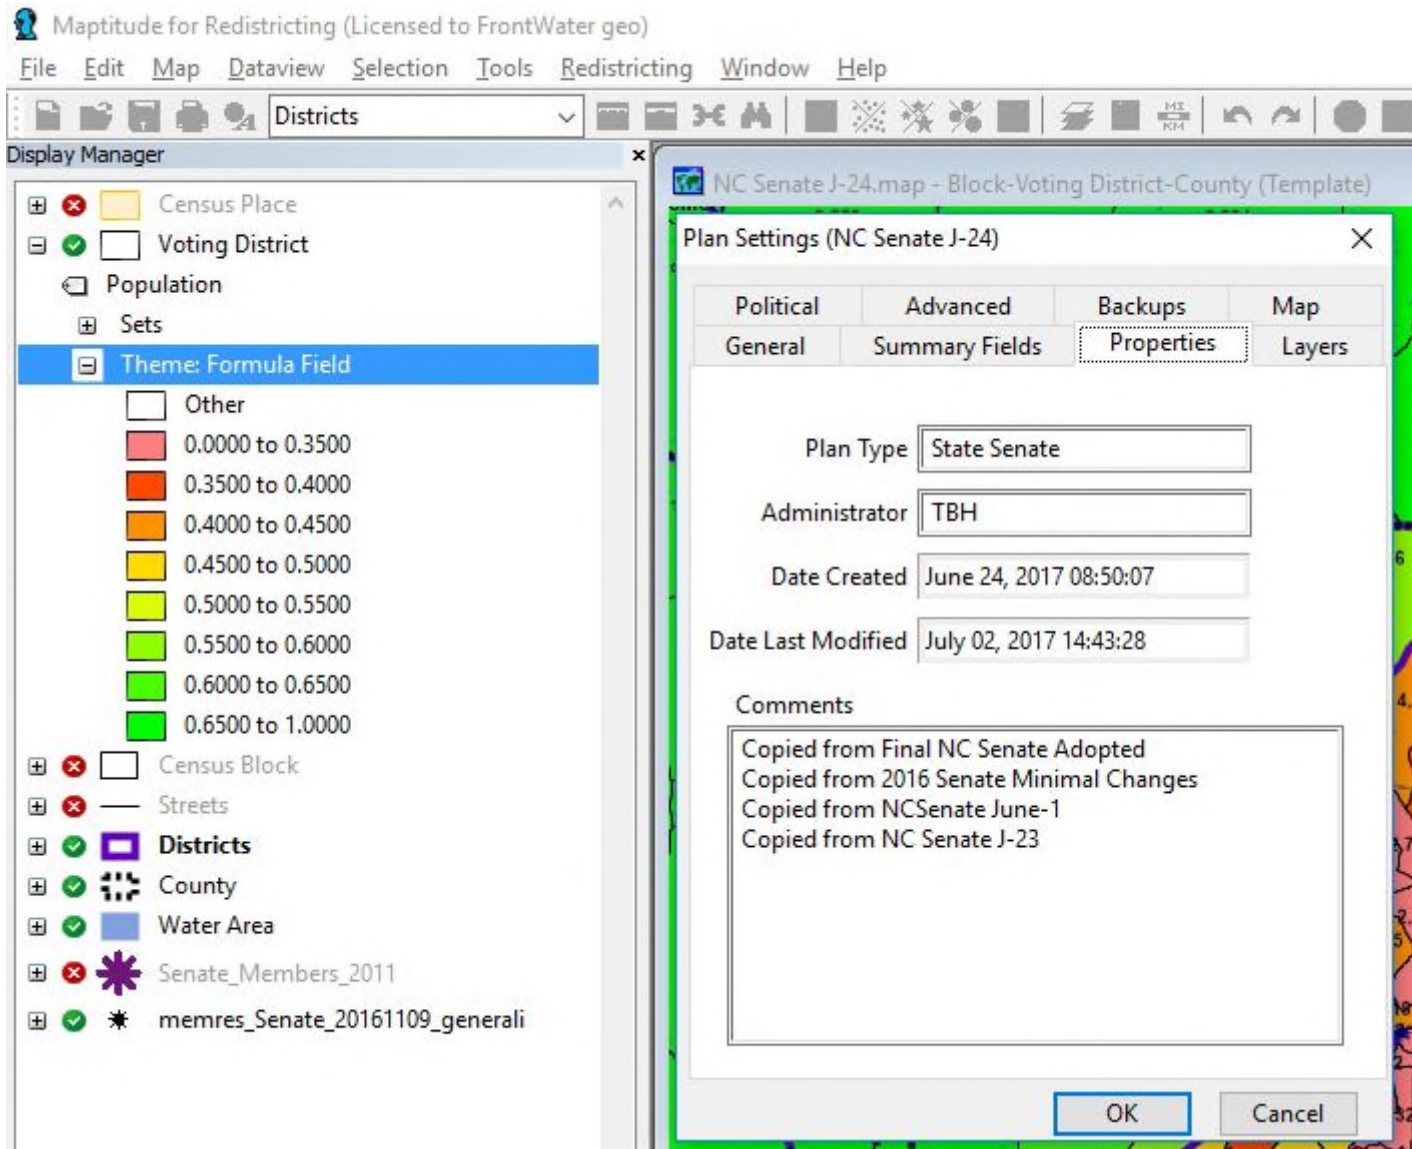 Maptitude for Redistricting (Licensed to FrontWater geo)
File Edit Map Dataview Selection Tools Redistricting Window Help
Districts
MI
KM
Display Manager
Census Place
Voting District
Population
Sets
Theme: Formula Field
Other
0.0000 to 0.3500
0.3500 to 0.4000
0.4000 to 0.4500
0.4500 to 0.5000
0.5000 to 0.5500
0.5500 to 0.6000
0.6000 to 0.6500
0.6500 to 1.0000
Census Block
Streets
Districts
County
Water Area
Senate_Members_2011
memres_Senate_20161109_generali
NC Senate J-24.map - Block-Voting District-County (Template)
Plan Settings (NC Senate J-24)
Political Advanced Backups Map
General Summary Fields Properties Layers
Plan Type State Senate
Administrator TBH
Date Created June 24, 2017 08:50:07
Date Last Modified July 02, 2017 14:43:28
Comments
Copied from Final NC Senate Adopted
Copied from 2016 Senate Minimal Changes
Copied from NCSenate June-1
Copied from NC Senate J-23
OK Cancel